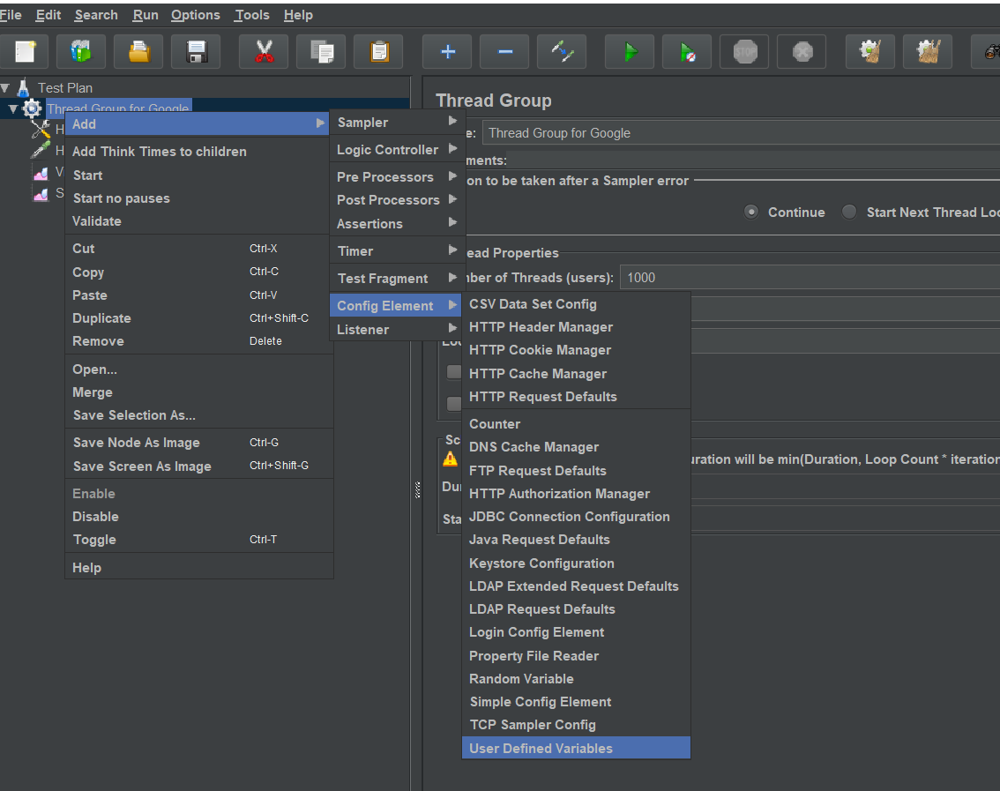 File Edit Search Run Options Tools Help
STOP
Test Plan
Thread Group for Google
H
H
V
S
Add
Add Think Times to children
Start
Start no pauses
Validate
Cut Ctrl-X
Copy Ctrl-C
Paste Ctrl-V
Duplicate Ctrl+Shift-C
Remove Delete
Open...
Merge
Save Selection As...
Save Node As Image Ctrl-G
Save Screen As Image Ctrl+Shift-G
Enable
Disable
Toggle Ctrl-T
Help
Sampler
Logic Controller
Pre Processors
Post Processors
Assertions
Timer
Test Fragment
Config Element
Listener
CSV Data Set Config
HTTP Header Manager
HTTP Cookie Manager
HTTP Cache Manager
HTTP Request Defaults
Counter
DNS Cache Manager
FTP Request Defaults
HTTP Authorization Manager
JDBC Connection Configuration
Java Request Defaults
Keystore Configuration
LDAP Extended Request Defaults
LDAP Request Defaults
Login Config Element
Property File Reader
Random Variable
Simple Config Element
TCP Sampler Config
User Defined Variables
Thread Group
e: Thread Group for Google
ments:
on to be taken after a Sampler error
Continue Start Next Thread Loo
ead Properties
nber of Threads (users): 1000
Loo
Sc
uration will be min(Duration, Loop Count * iteration
Dur
Sta